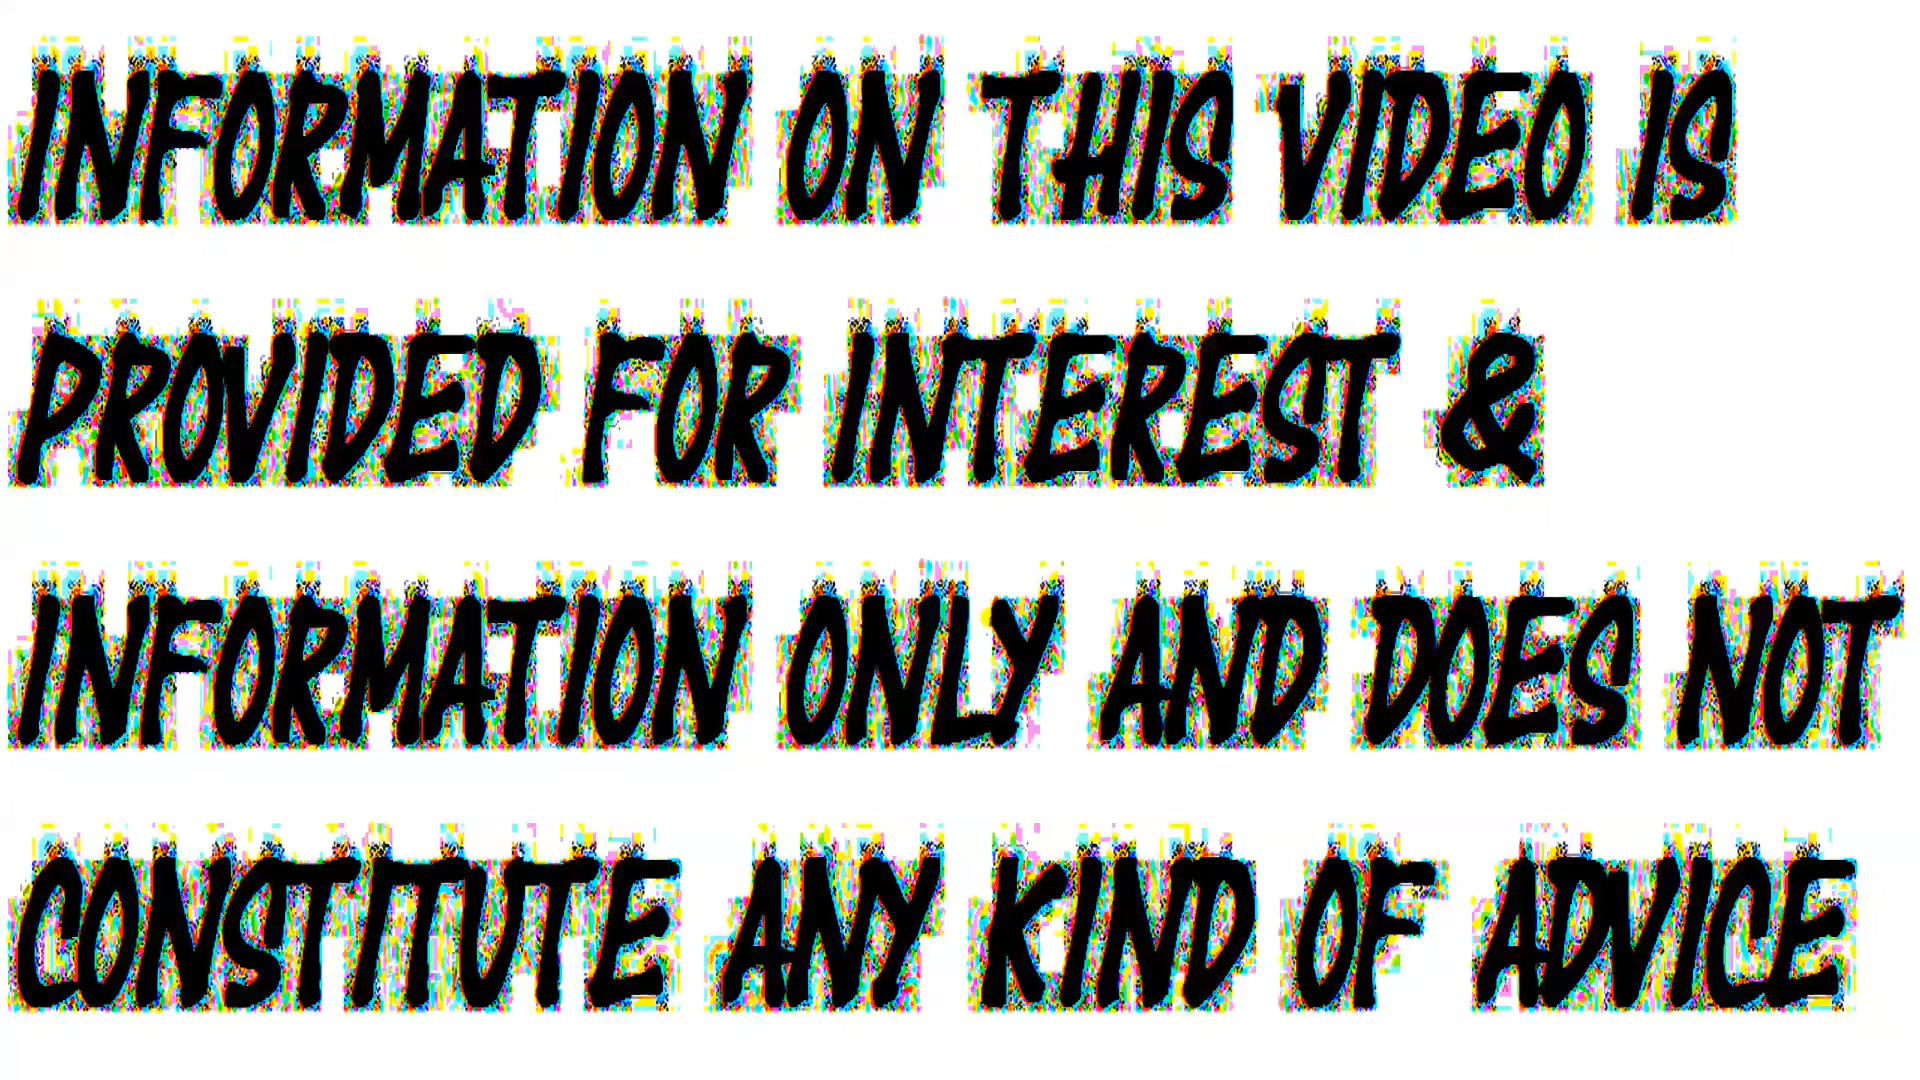 INFORMATION ON THIS VIDEO IS
PROVIDED FOR INTEREST &
INFORMATION ONLY AND DOES NOT
CONSTITUTE ANY KIND OF ADVICE